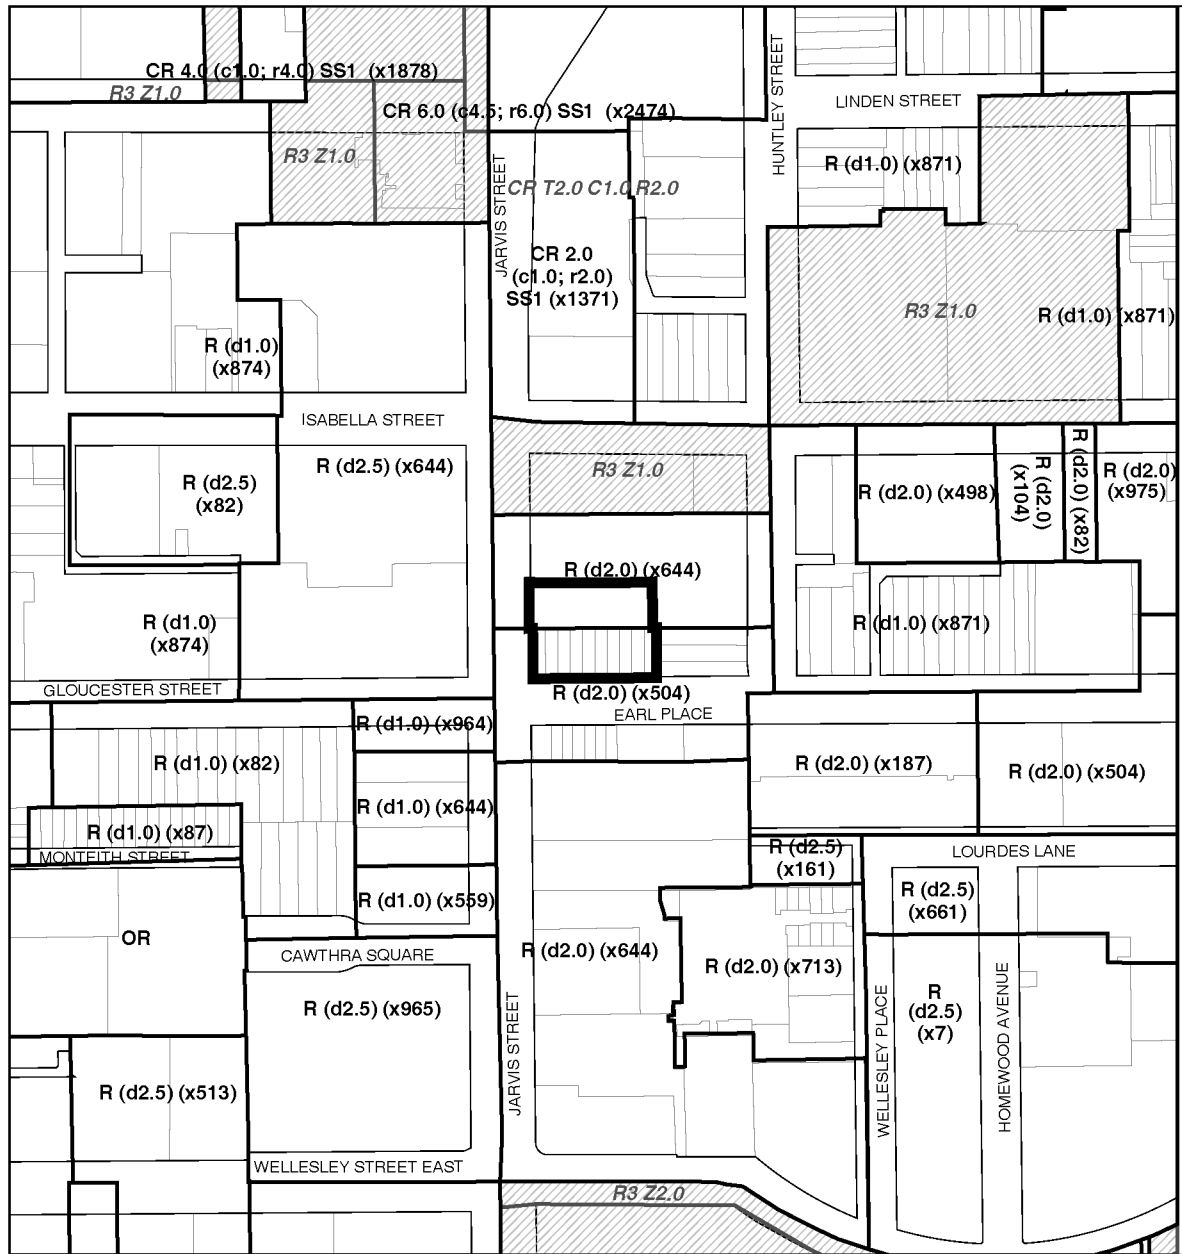 CR 4.0 (c1.0; r4.0) SS1 (x1878)
R3 Z1.0
CR 6.0 (c4.5; r6.0) SS1 (x2474)
HUNTLEY STREET
LINDEN STREET
R3 Z1.0
R (d1.0) (x871)
JARVIS STREET
CR T2.0 C1.0 R2.0
CR 2.0
(c1.0; r2.0)
SS1 (x1371)
R3 Z1.0
R (d1.0) (x871)
R (d1.0)
(x874)
ISABELLA STREET
R (d2.5) (x644)
R (d2.5)
(x82)
R3 Z1.0
R (d2.0) (x498)
R (d2.0)
(x104)
R (d2.0) (x82)
R (d2.0)
(x975)
R (d2.0) (x644)
R (d1.0)
(x874)
R (d1.0) (x871)
GLOUCESTER STREET
R (d2.0) (x504)
EARL PLACE
R (d1.0) (x964)
R (d1.0) (x82)
R (d2.0) (x187)
R (d2.0) (x504)
R (d1.0) (x644)
R (d1.0) (x87)
MONTEITH STREET
R (d2.5)
(x161)
LOURDES LANE
R (d1.0) (x559)
R (d2.5)
(x661)
OR
CAWTHRA SQUARE
R (d2.0) (x644)
R (d2.0) (x713)
R (d2.5) (x965)
JARVIS STREET
WELLESLEY PLACE
R
(d2.5)
(x7)
HOMEWOOD AVENUE
R (d2.5) (x513)
WELLESLEY STREET EAST
R3 Z2.0